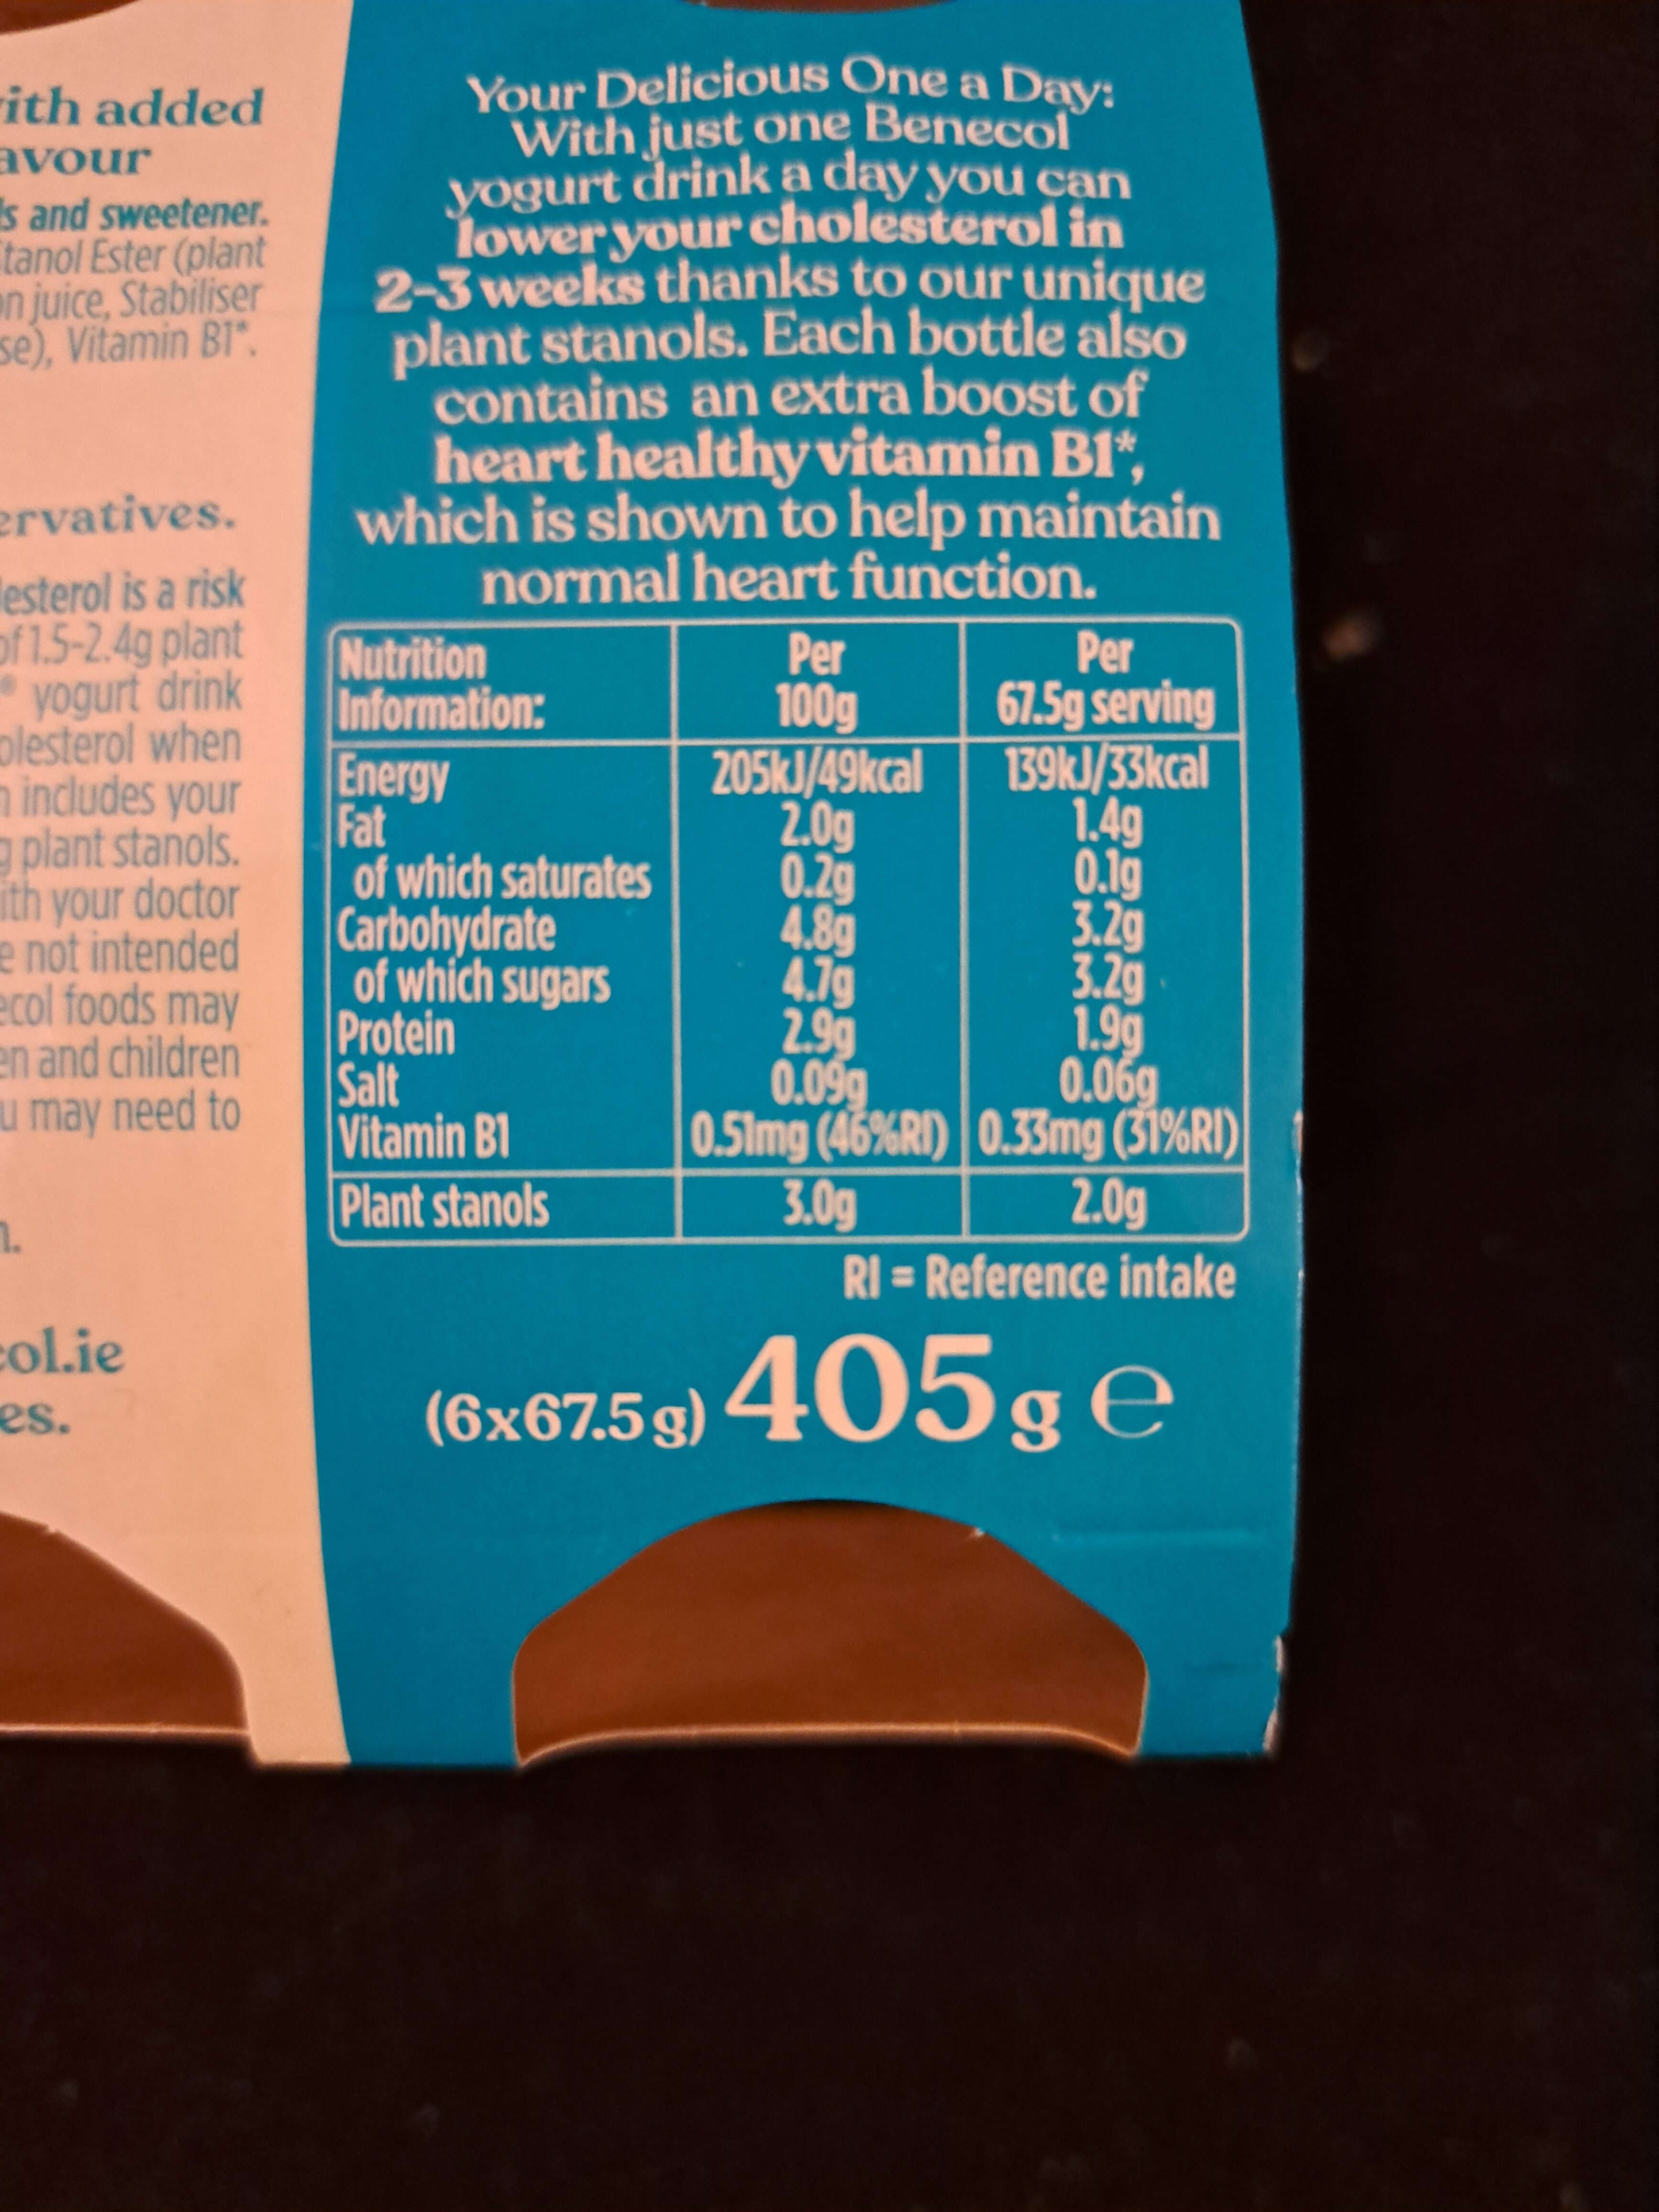 with added
avour
ls and sweetener.
Stanol Ester (plant
on juice, Stabiliser
se), Vitamin B1*.
ervatives.
lesterol is a risk
of 1.5-2.4g plant
® yogurt drink
olesterol when
h includes your
g plant stanols.
ith your doctor
e not intended
ecol foods may
en and children
u may need to
n.
col.ie
es.
Your Delicious One a Day:
With just one Benecol
yogurt drink a day you can
lower your cholesterol in
2-3 weeks thanks to our unique
plant stanols. Each bottle also
contains an extra boost of
heart healthy vitamin B1*,
which is shown to help maintain
normal heart function.
Nutrition Information: Per 100g Per 67.5g serving
Energy 205kJ/49kcal 139kJ/33kcal
Fat 2.0g 1.4g
of which saturates 0.2g 0.1g
Carbohydrate 4.8g 3.2g
of which sugars 4.7g 3.2g
Protein 2.9g 1.9g
Salt 0.09g 0.06g
Vitamin B1 0.51mg (46%RI) 0.33mg (31%RI)
Plant stanols 3.0g 2.0g
RI = Reference intake
(6x67.5g) 405g ℮